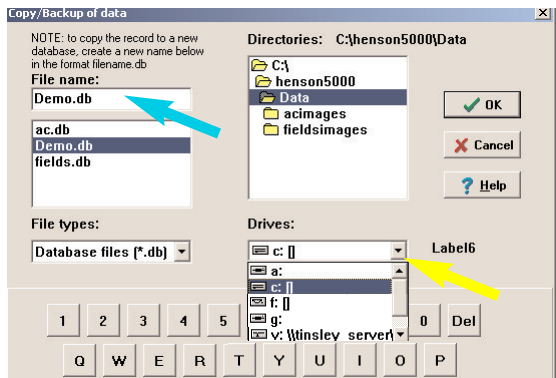 Copy/Backup of data
NOTE: to copy the record to a new
database, create a new name below
in the format filename.db
File name:
Demo.db
ac.db
Demo.db
fields.db
File types:
Database files (*.db)
Directories: C:\henson5000\Data
C:\
henson5000
Data
acimages
fieldsimages
OK
Cancel
Help
Drives:
c: []
Label6
a:
c: []
f: []
g:
v: \\tinsley_server\
1 2 3 4 5 0 Del
Q W E R T Y U I O P